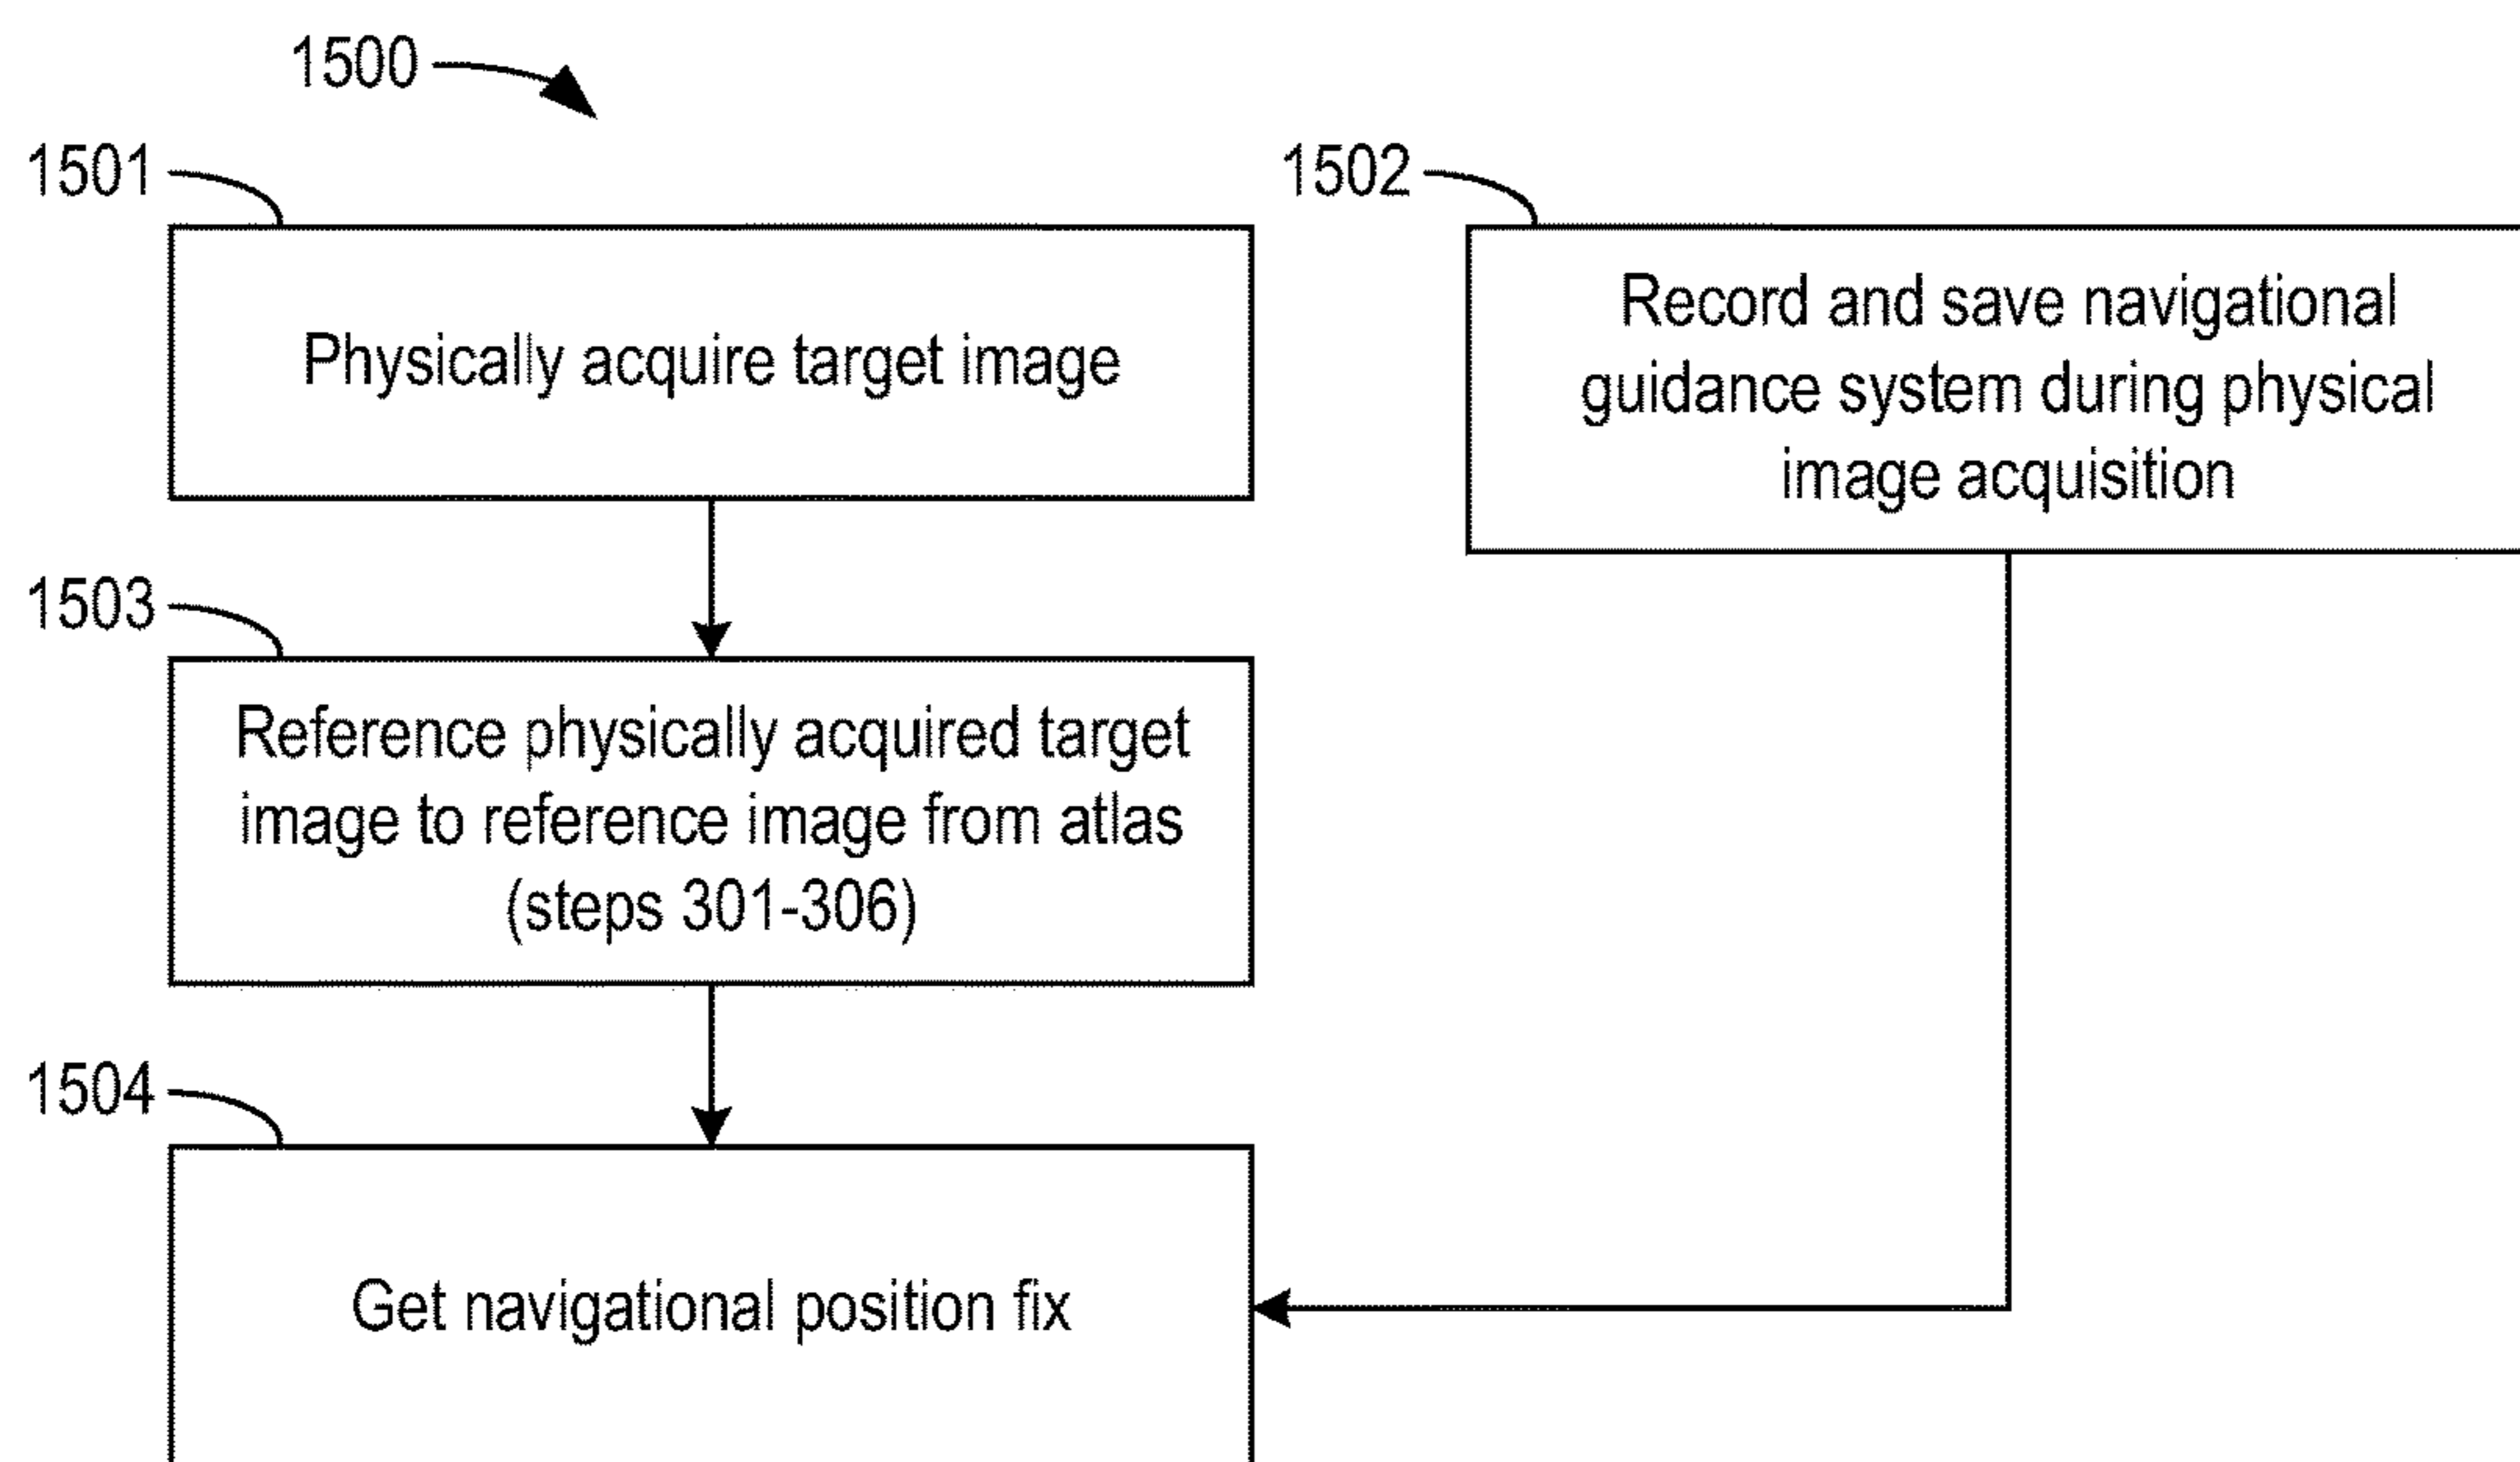 1500
1501
Physically acquire target image
1502
Record and save navigational
guidance system during physical
image acquisition
1503
Reference physically acquired target
image to reference image from atlas
(steps 301-306)
1504
Get navigational position fix